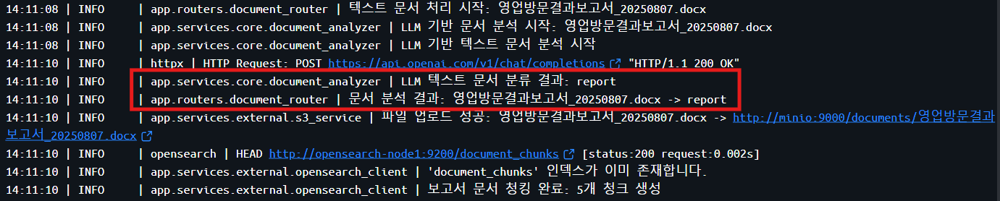 14:11:08 | INFO | app.routers.document_router | 텍스트 문서 처리 시작: 영업방문결과보고서_20250807.docx
14:11:08 | INFO | app.services.core.document_analyzer | LLM 기반 문서 분석 시작: 영업방문결과보고서_20250807.docx
14:11:08 | INFO | app.services.core.document_analyzer | LLM 기반 텍스트 문서 분석 시작
14:11:10 | INFO | httpx | HTTP Request: POST https://api.openai.com/v1/chat/completions "HTTP/1.1 200 OK"
14:11:10 | INFO | app.services.core.document_analyzer | LLM 텍스트 문서 분류 결과: report
14:11:10 | INFO | app.routers.document_router | 문서 분석 결과: 영업방문결과보고서_20250807.docx -> report
14:11:10 | INFO | app.services.external.s3_service | 파일 업로드 성공: 영업방문결과보고서_20250807.docx -> http://minio:9000/documents/영업방문결과
보고서_20250807.docx
14:11:10 | INFO | opensearch | HEAD http://opensearch-node1:9200/document_chunks [status:200 request:0.002s]
14:11:10 | INFO | app.services.external.opensearch_client | 'document_chunks' 인덱스가 이미 존재합니다.
14:11:10 | INFO | app.services.external.opensearch_client | 보고서 문서 청킹 완료: 5개 청크 생성